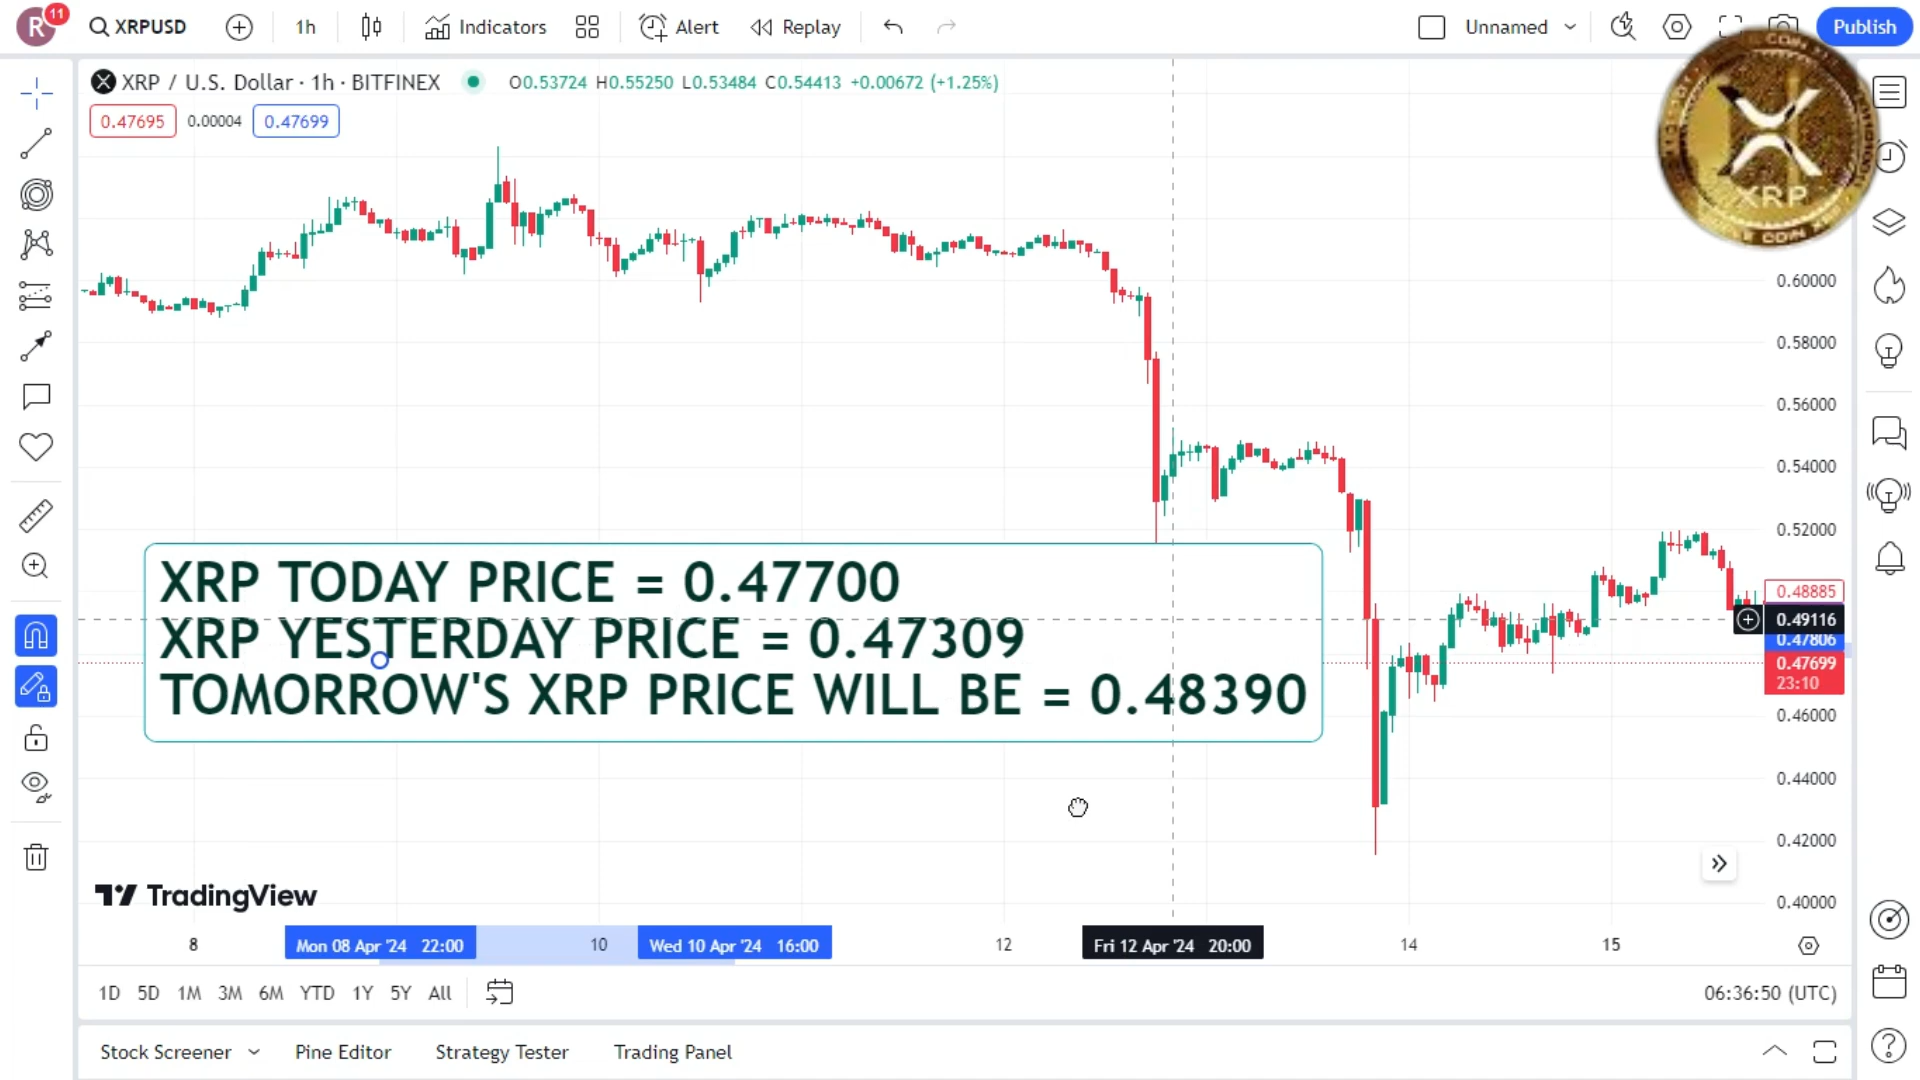 R 11 XRPUSD 1h Indicators Alert Replay Unnamed Publish
XRP / U.S. Dollar · 1h · BITFINEX O0.53724 H0.55250 L0.53484 C0.54413 +0.00672 (+1.25%)
0.47695 0.00004 0.47699
XRP
0.60000
0.58000
0.56000
0.54000
0.52000
XRP TODAY PRICE = 0.47700
XRP YESTERDAY PRICE = 0.47309
TOMORROW'S XRP PRICE WILL BE = 0.48390
0.48885
0.49116
0.47806
0.47699
23:10
0.46000
0.44000
0.42000
0.40000
TradingView
8 Mon 08 Apr '24 22:00 10 Wed 10 Apr '24 16:00 12 Fri 12 Apr '24 20:00 14 15
1D 5D 1M 3M 6M YTD 1Y 5Y All 06:36:50 (UTC)
Stock Screener Pine Editor Strategy Tester Trading Panel